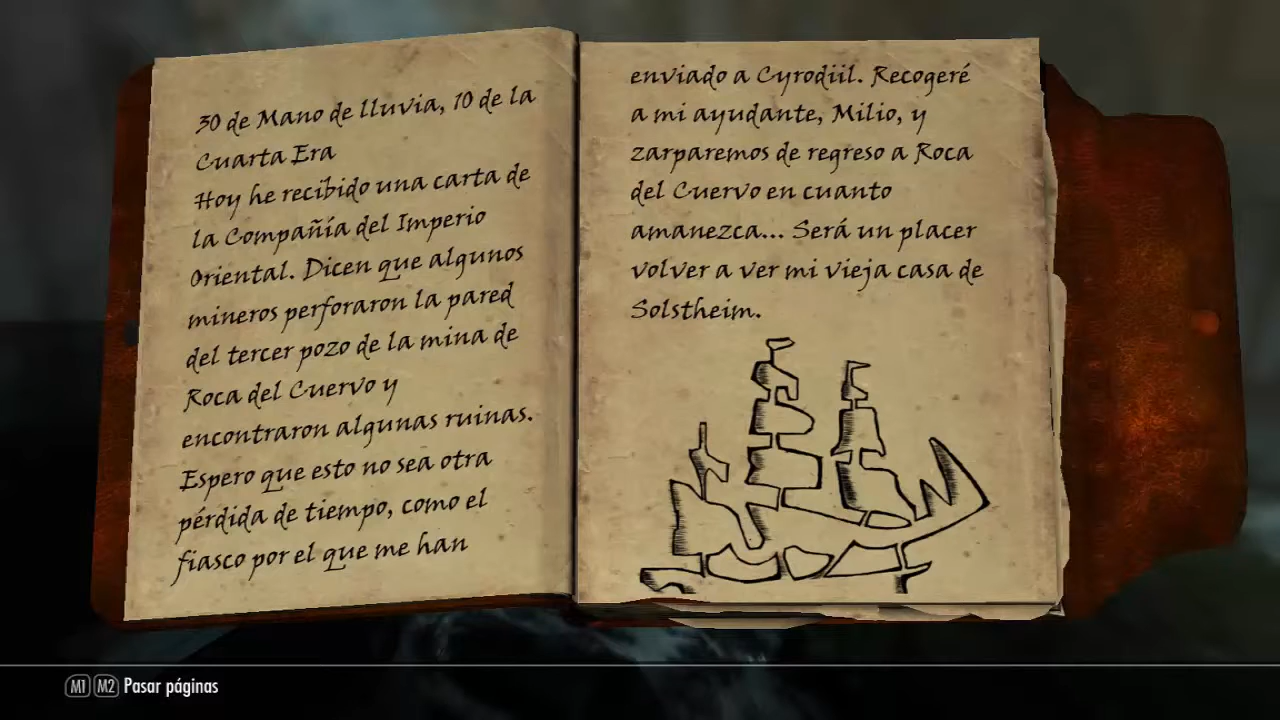 30 de Mano de lluvia, 10 de la
Cuarta Era
Hoy he recibido una carta de
la Compañía del Imperio
Oriental. Dicen que algunos
mineros perforaron la pared
del tercer pozo de la mina de
Roca del Cuervo y
encontraron algunas ruinas.
Espero que esto no sea otra
pérdida de tiempo, como el
fiasco por el que me han
enviado a Cyrodiil. Recogeré
a mi ayudante, Milio, y
zarparemos de regreso a Roca
del Cuervo en cuanto
amanezca... Será un placer
volver a ver mi vieja casa de
Solstheim.
M1 M2 Pasar páginas